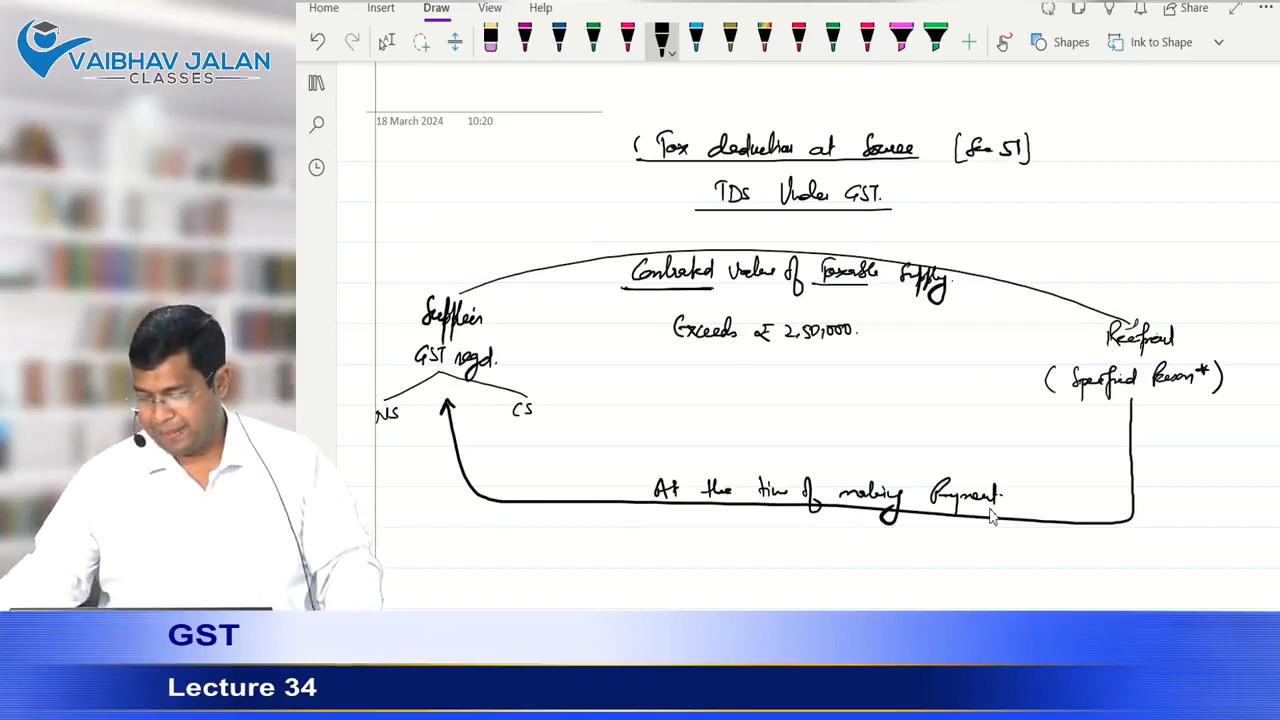 VAIBHAV JALAN
CLASSES
Home Insert Draw View Help
Share
Shapes
Ink to Shape
18 March 2024 10:20
( Tax deduction at Source [Sec 51]
TDS Under GST.
Contracted Value of Taxable Supply.
Exceeds ₹ 2,50,000.
Supplier
GST regd.
NS CS
Recipient
( Specified Person* )
At the time of making Payment.
GST
Lecture 34